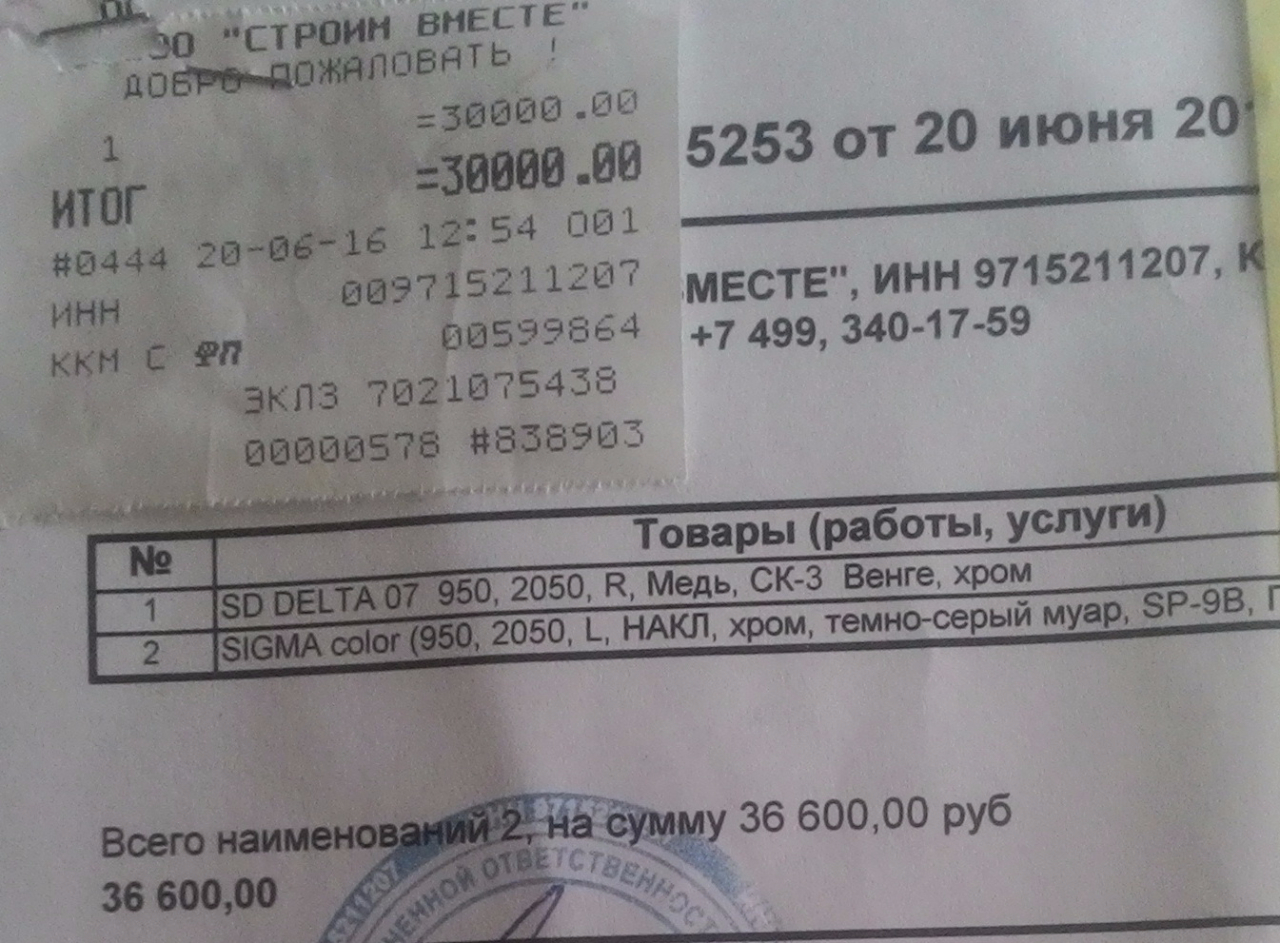 ОО "СТРОИМ ВМЕСТЕ"
ДОБРО ПОЖАЛОВАТЬ !
=30000.00
1
ИТОГ =30000.00
#0444 20-06-16 12:54 001
ИНН 009715211207
ККМ С ФП 00599864
ЭКЛЗ 7021075438
00000578 #838903
5253 от 20 июня 20
МЕСТЕ", ИНН 9715211207, К
+7 499, 340-17-59
№ Товары (работы, услуги)
1 SD DELTA 07 950, 2050, R, Медь, СК-3 Венге, хром
2 SIGMA color (950, 2050, L, НАКЛ, хром, темно-серый муар, SP-9B, П
Всего наименований 2, на сумму 36 600,00 руб
36 600,00
НЕННОЙ ОТВЕТСТВЕННОСТ